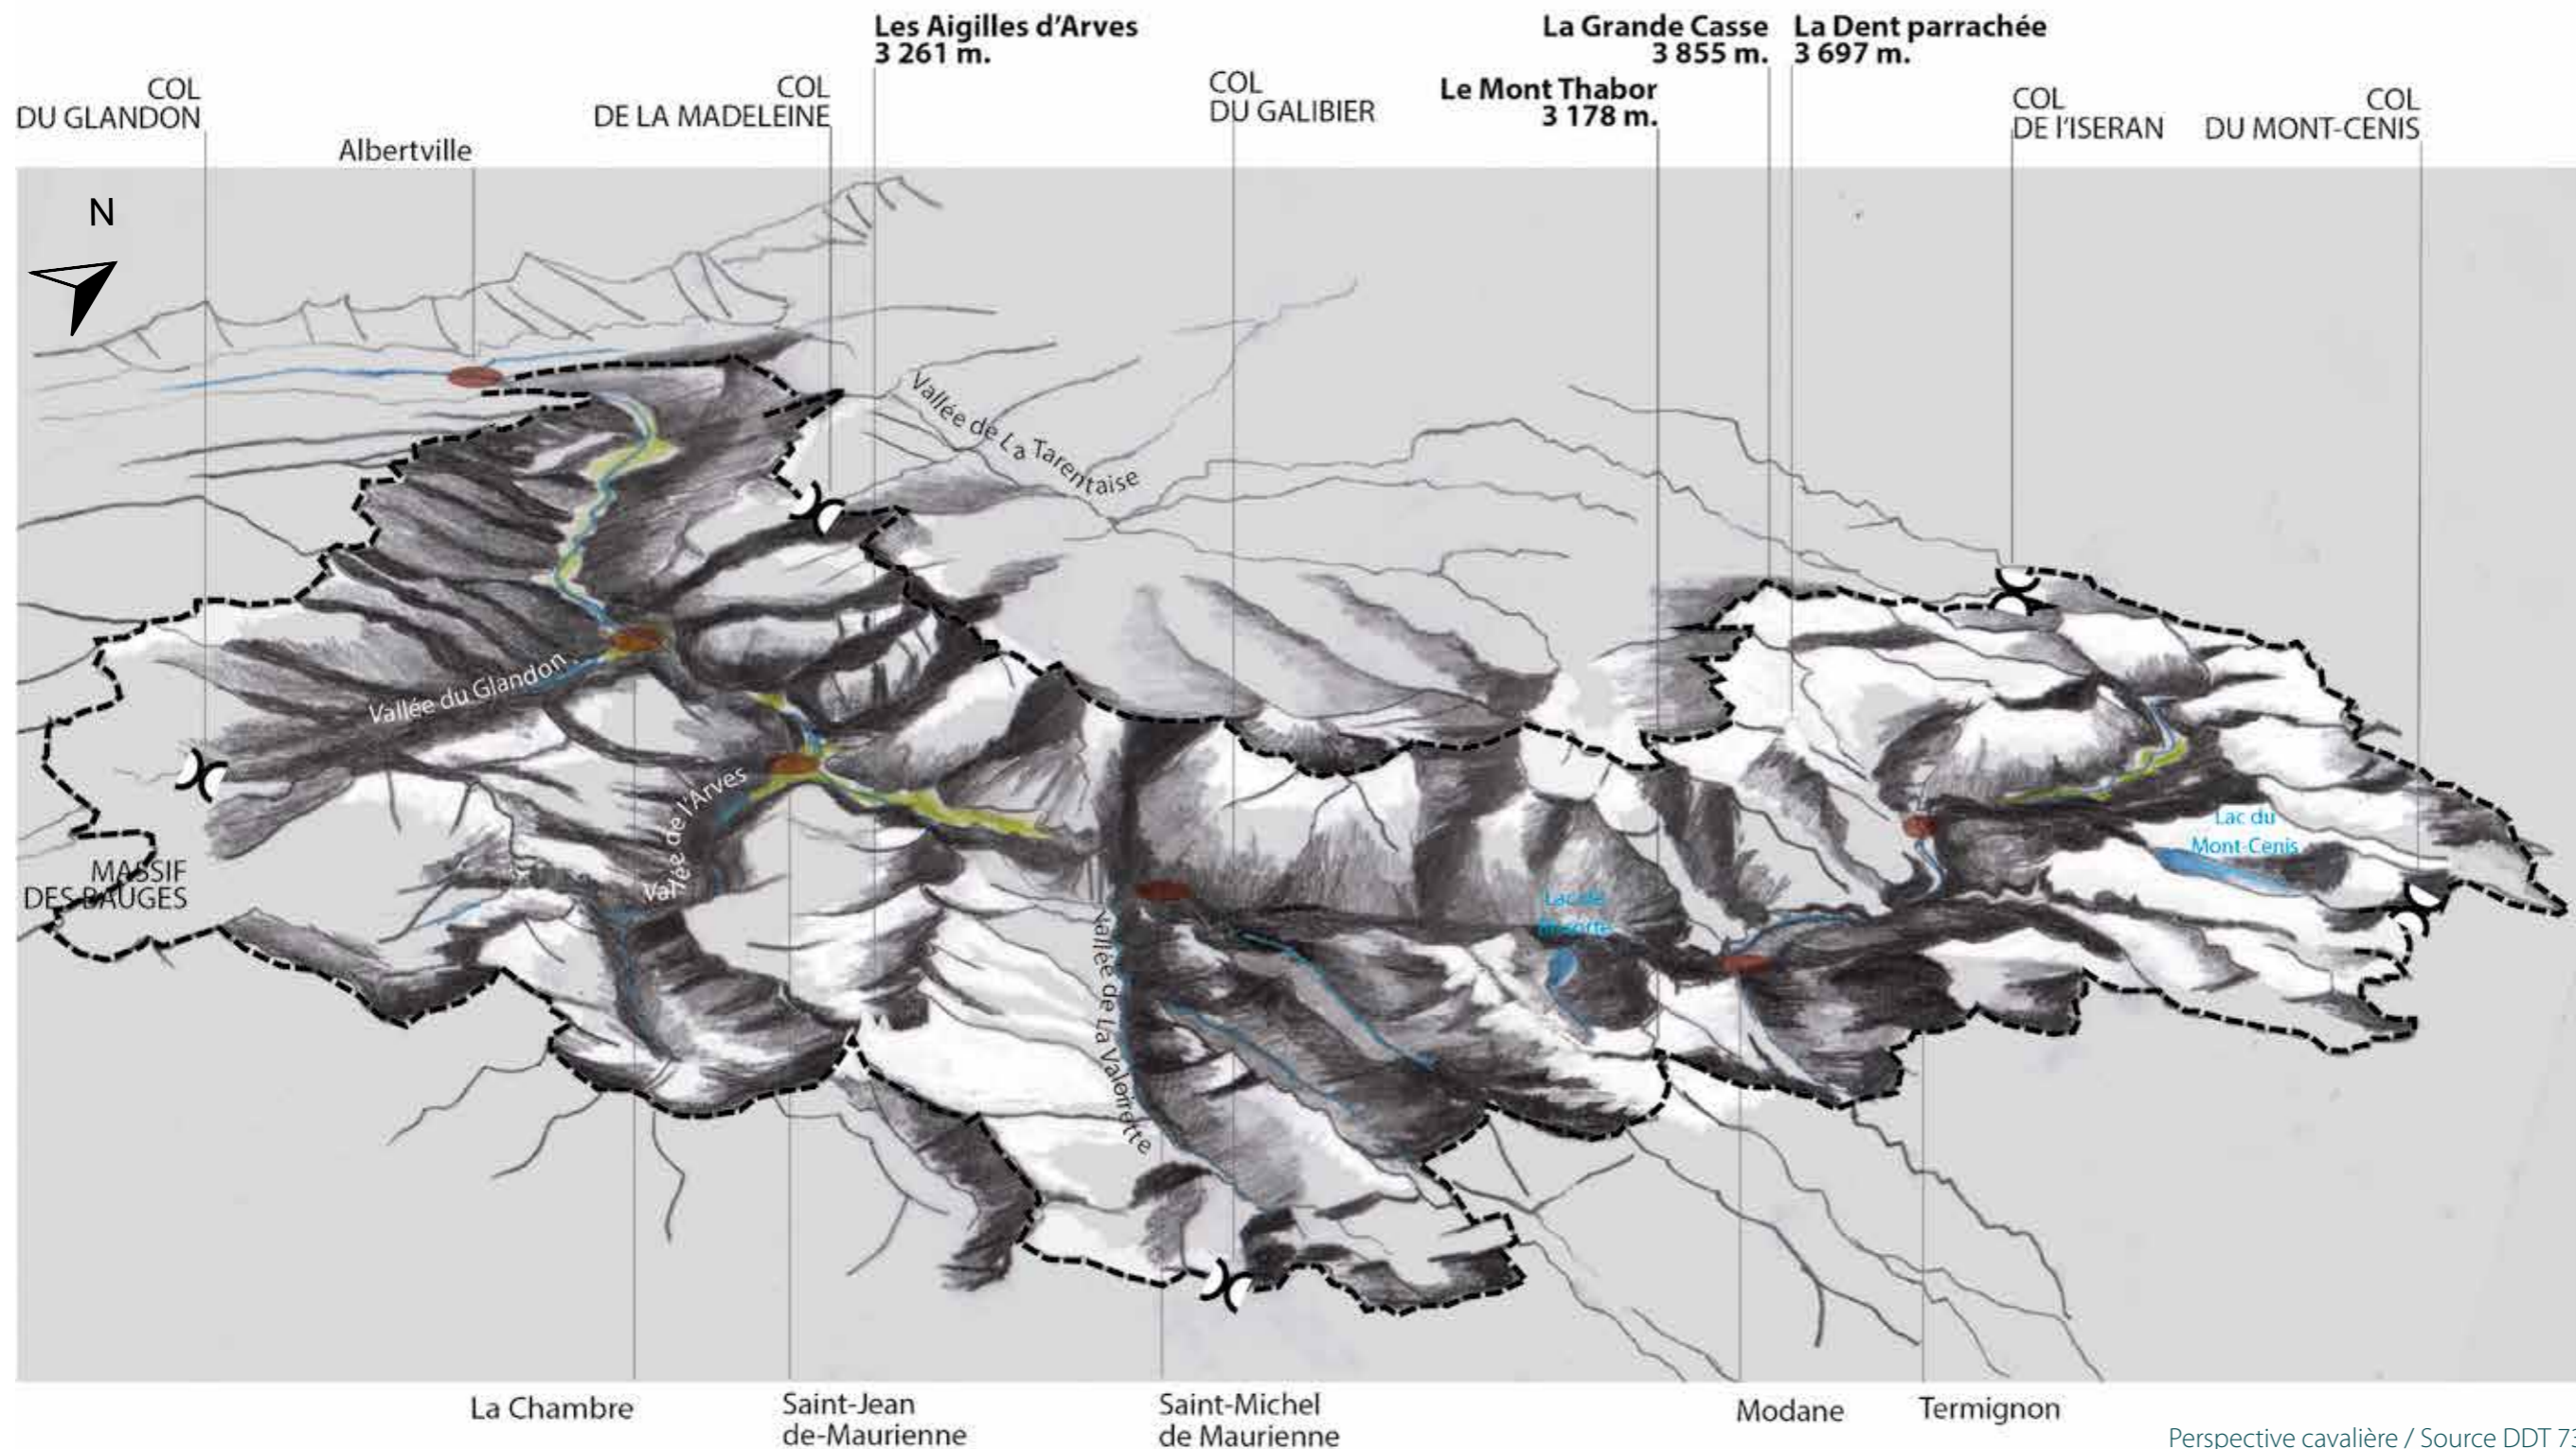 Les Aigilles d'Arves
3 261 m.
La Grande Casse
3 855 m.
La Dent parrachée
3 697 m.
COL
DU GLANDON
COL
DE LA MADELEINE
COL
DU GALIBIER
Le Mont Thabor
3 178 m.
COL
DE l'ISERAN
COL
DU MONT-CENIS
Albertville
N
Vallée de La Tarentaise
Vallée du Glandon
Vallée de l'Arves
Lac du
Mont-Cenis
MASSIF
DES BAUGES
Lac de
Vallée de La Valoirette
La Chambre
Saint-Jean
de-Maurienne
Saint-Michel
de Maurienne
Modane
Termignon
Perspective cavalière / Source DDT 73